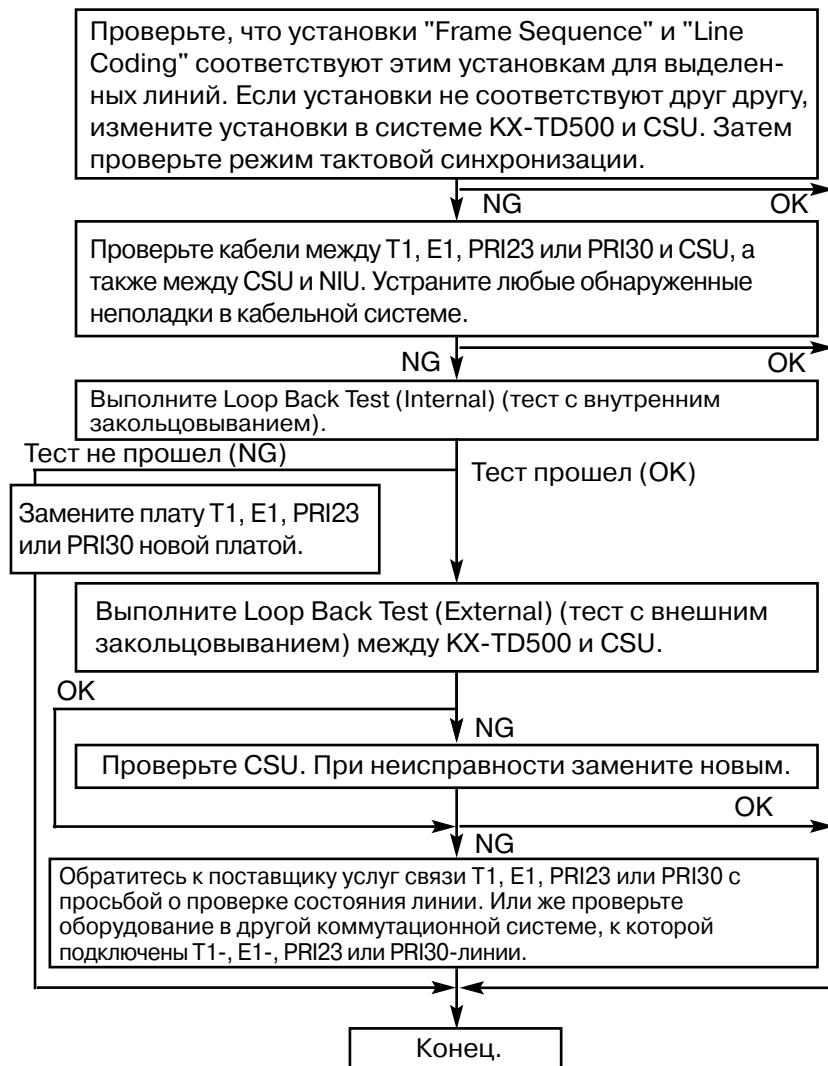 Проверьте, что установки "Frame Sequence" и "Line
Coding" соответствуют этим установкам для выделен-
ных линий. Если установки не соответствуют друг другу,
измените установки в системе KX-TD500 и CSU. Затем
проверьте режим тактовой синхронизации.
NG
OK
Проверьте кабели между T1, E1, PRI23 или PRI30 и CSU, а
также между CSU и NIU. Устраните любые обнаруженные
неполадки в кабельной системе.
NG
OK
Выполните Loop Back Test (Internal) (тест с внутренним
закольцовыванием).
Тест не прошел (NG)
Тест прошел (OK)
Замените плату T1, E1, PRI23
или PRI30 новой платой.
Выполните Loop Back Test (External) (тест с внешним
закольцовыванием) между KX-TD500 и CSU.
OK
NG
Проверьте CSU. При неисправности замените новым.
OK
NG
Обратитесь к поставщику услуг связи T1, E1, PRI23 или PRI30 с
просьбой о проверке состояния линии. Или же проверьте
оборудование в другой коммутационной системе, к которой
подключены T1-, E1-, PRI23 или PRI30-линии.
Конец.